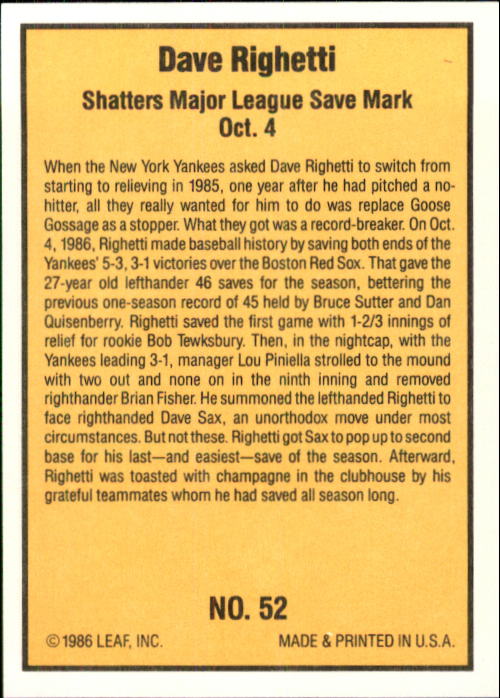 Dave Righetti
Shatters Major League Save Mark
Oct. 4
When the New York Yankees asked Dave Righetti to switch from
starting to relieving in 1985, one year after he had pitched a no-
hitter, all they really wanted for him to do was replace Goose
Gossage as a stopper. What they got was a record-breaker. On Oct.
4, 1986, Righetti made baseball history by saving both ends of the
Yankees' 5-3, 3-1 victories over the Boston Red Sox. That gave the
27-year old lefthander 46 saves for the season, bettering the
previous one-season record of 45 held by Bruce Sutter and Dan
Quisenberry. Righetti saved the first game with 1-2/3 innings of
relief for rookie Bob Tewksbury. Then, in the nightcap, with the
Yankees leading 3-1, manager Lou Piniella strolled to the mound
with two out and none on in the ninth inning and removed
righthander Brian Fisher. He summoned the lefthanded Righetti to
face righthanded Dave Sax, an unorthodox move under most
circumstances. But not these. Righetti got Sax to pop up to second
base for his last—and easiest—save of the season. Afterward,
Righetti was toasted with champagne in the clubhouse by his
grateful teammates whom he had saved all season long.
NO. 52
©1986 LEAF, INC. MADE & PRINTED IN U.S.A.